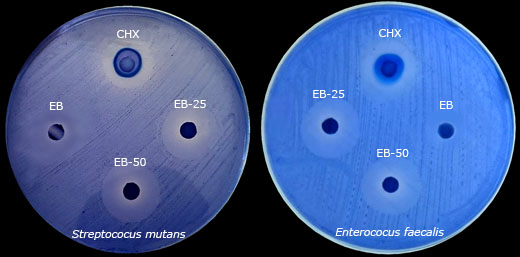 CHX
EB
EB-25
EB-50
Streptococus mutans
CHX
EB-25
EB
EB-50
Enterococus faecalis